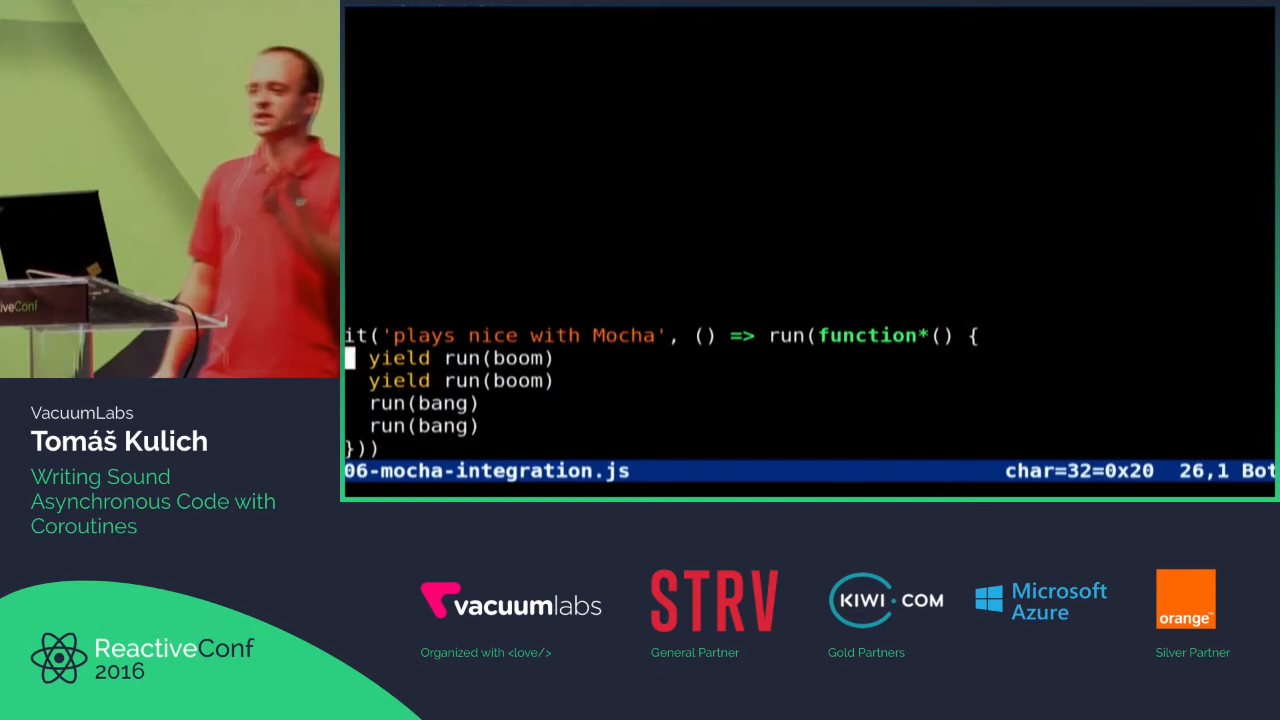 it('plays nice with Mocha', () => run(function*() {
yield run(boom)
yield run(boom)
run(bang)
run(bang)
}))
06-mocha-integration.js char=32=0x20 26,1 Bot
iveConf
VacuumLabs
Tomáš Kulich
Writing Sound
Asynchronous Code with
Coroutines
ReactiveConf
2016
vacuumlabs
Organized with <love/>
STRV
General Partner
KIWI.COM
Gold Partners
Microsoft
Azure
orange™
Silver Partner